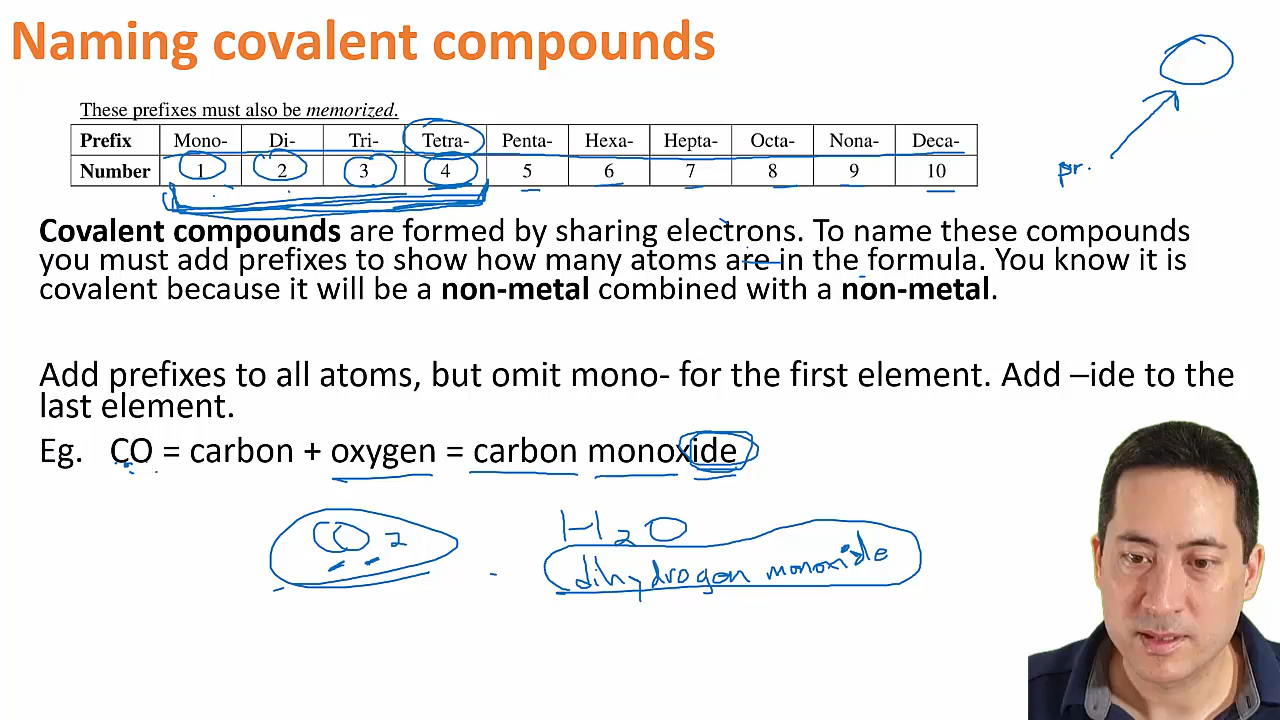 Naming covalent compounds
These prefixes must also be memorized.
Prefix Mono- Di- Tri- Tetra- Penta- Hexa- Hepta- Octa- Nona- Deca-
Number 1 2 3 4 5 6 7 8 9 10
pr.
Covalent compounds are formed by sharing electrons. To name these compounds
you must add prefixes to show how many atoms are in the formula. You know it is
covalent because it will be a non-metal combined with a non-metal.
Add prefixes to all atoms, but omit mono- for the first element. Add –ide to the
last element.
Eg. CO = carbon + oxygen = carbon monoxide
CO2 H2O
dihydrogen monoxide